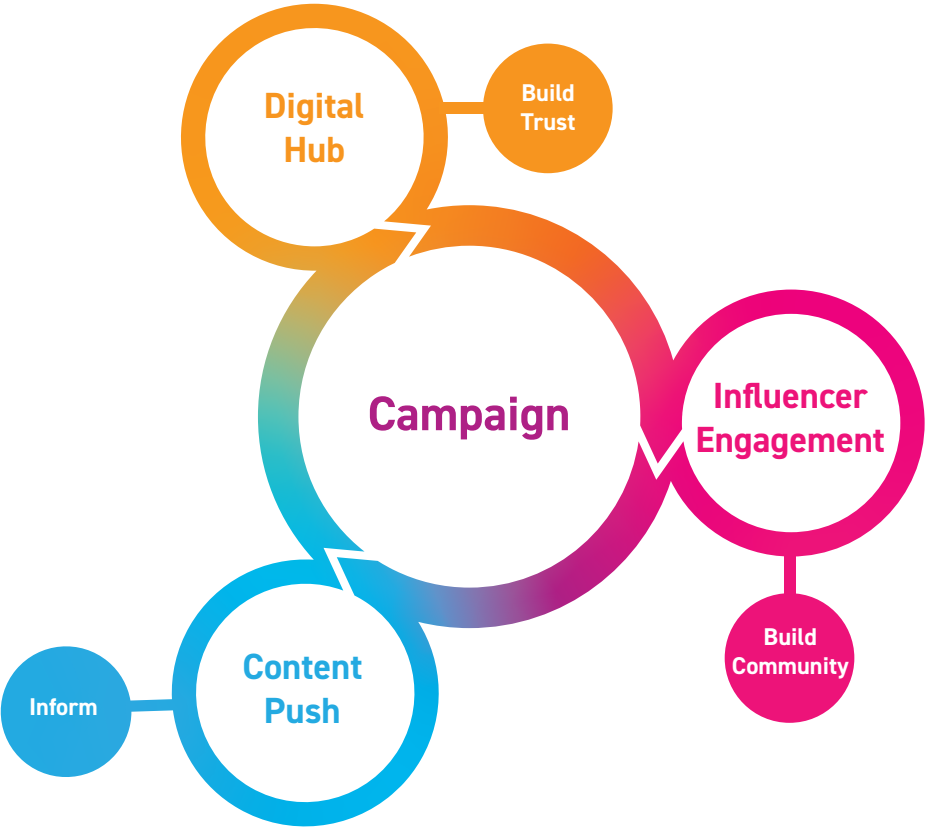 Digital
Hub
Build
Trust
Campaign
Influencer
Engagement
Content
Push
Inform
Build
Community